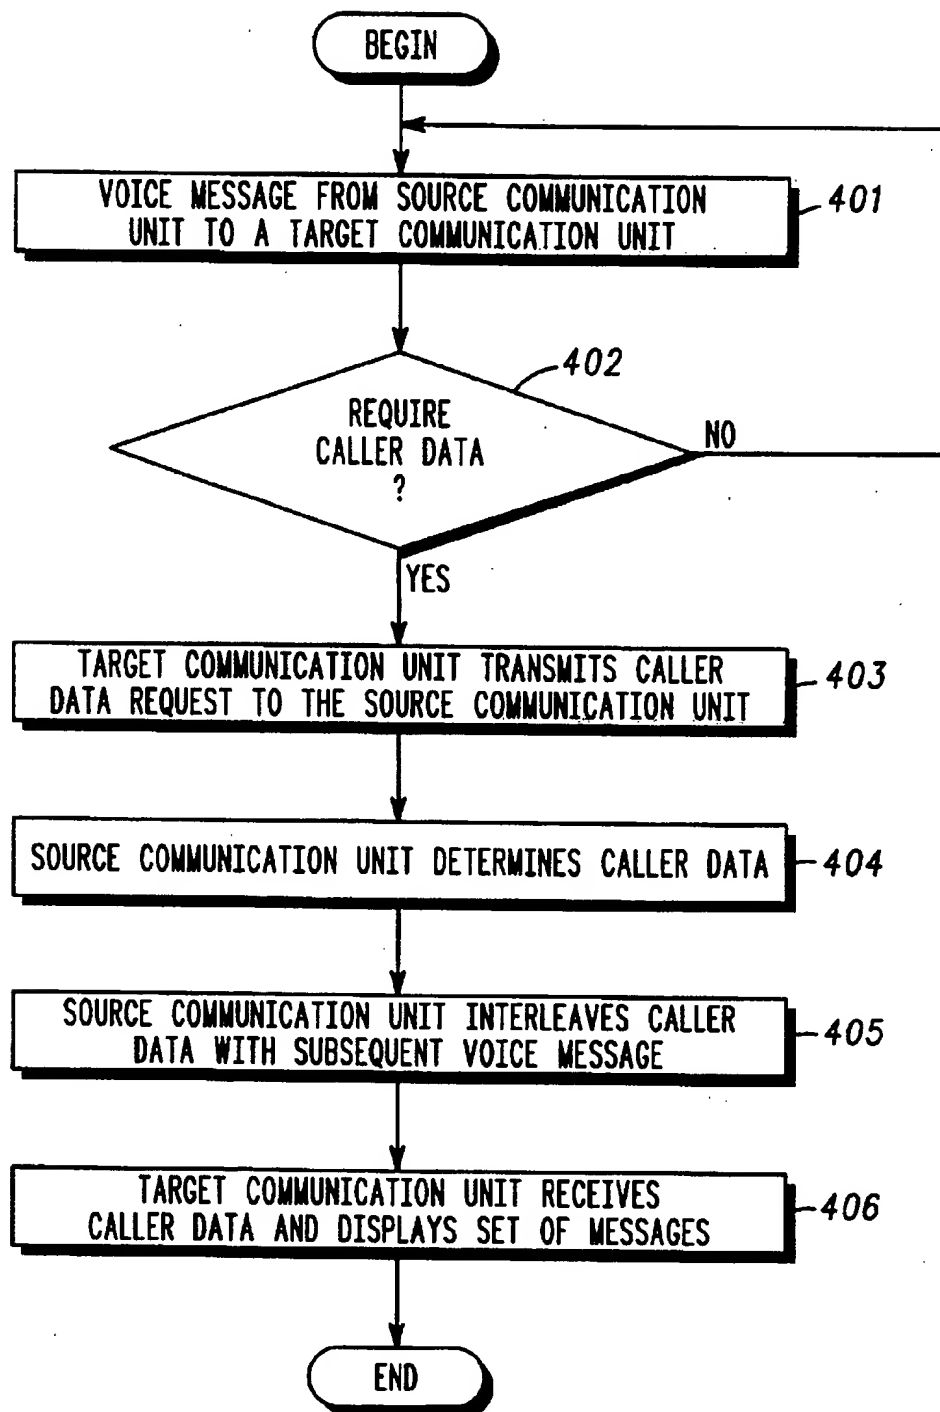 BEGIN
VOICE MESSAGE FROM SOURCE COMMUNICATION
UNIT TO A TARGET COMMUNICATION UNIT
401
402
REQUIRE
CALLER DATA
?
NO
YES
TARGET COMMUNICATION UNIT TRANSMITS CALLER
DATA REQUEST TO THE SOURCE COMMUNICATION UNIT
403
SOURCE COMMUNICATION UNIT DETERMINES CALLER DATA
404
SOURCE COMMUNICATION UNIT INTERLEAVES CALLER
DATA WITH SUBSEQUENT VOICE MESSAGE
405
TARGET COMMUNICATION UNIT RECEIVES
CALLER DATA AND DISPLAYS SET OF MESSAGES
406
END